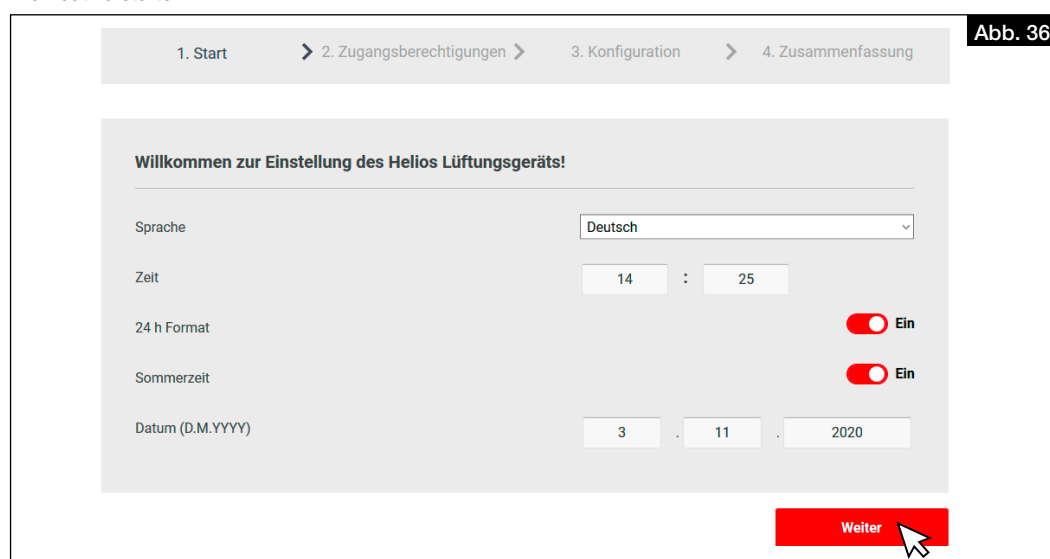 Abb. 36
1. Start > 2. Zugangsberechtigungen > 3. Konfiguration > 4. Zusammenfassung
Willkommen zur Einstellung des Helios Lüftungsgeräts!
Sprache Deutsch
Zeit 14 : 25
24 h Format Ein
Sommerzeit Ein
Datum (D.M.YYYY) 3 . 11 . 2020
Weiter